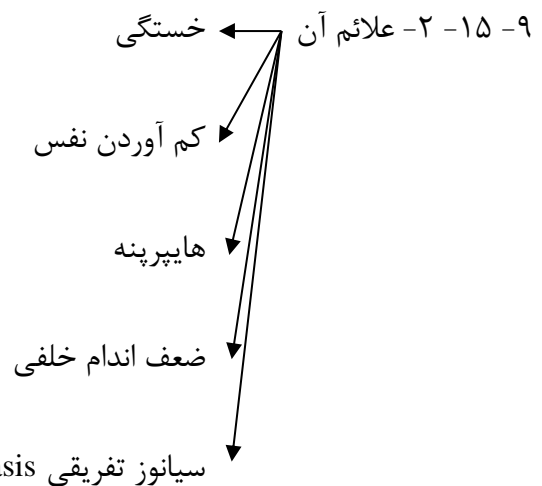 ۹- ۱۵- ۲- علائم آن
خستگی
کم آوردن نفس
هایپرپنه
ضعف اندام خلفی
سیانوز تفریقی